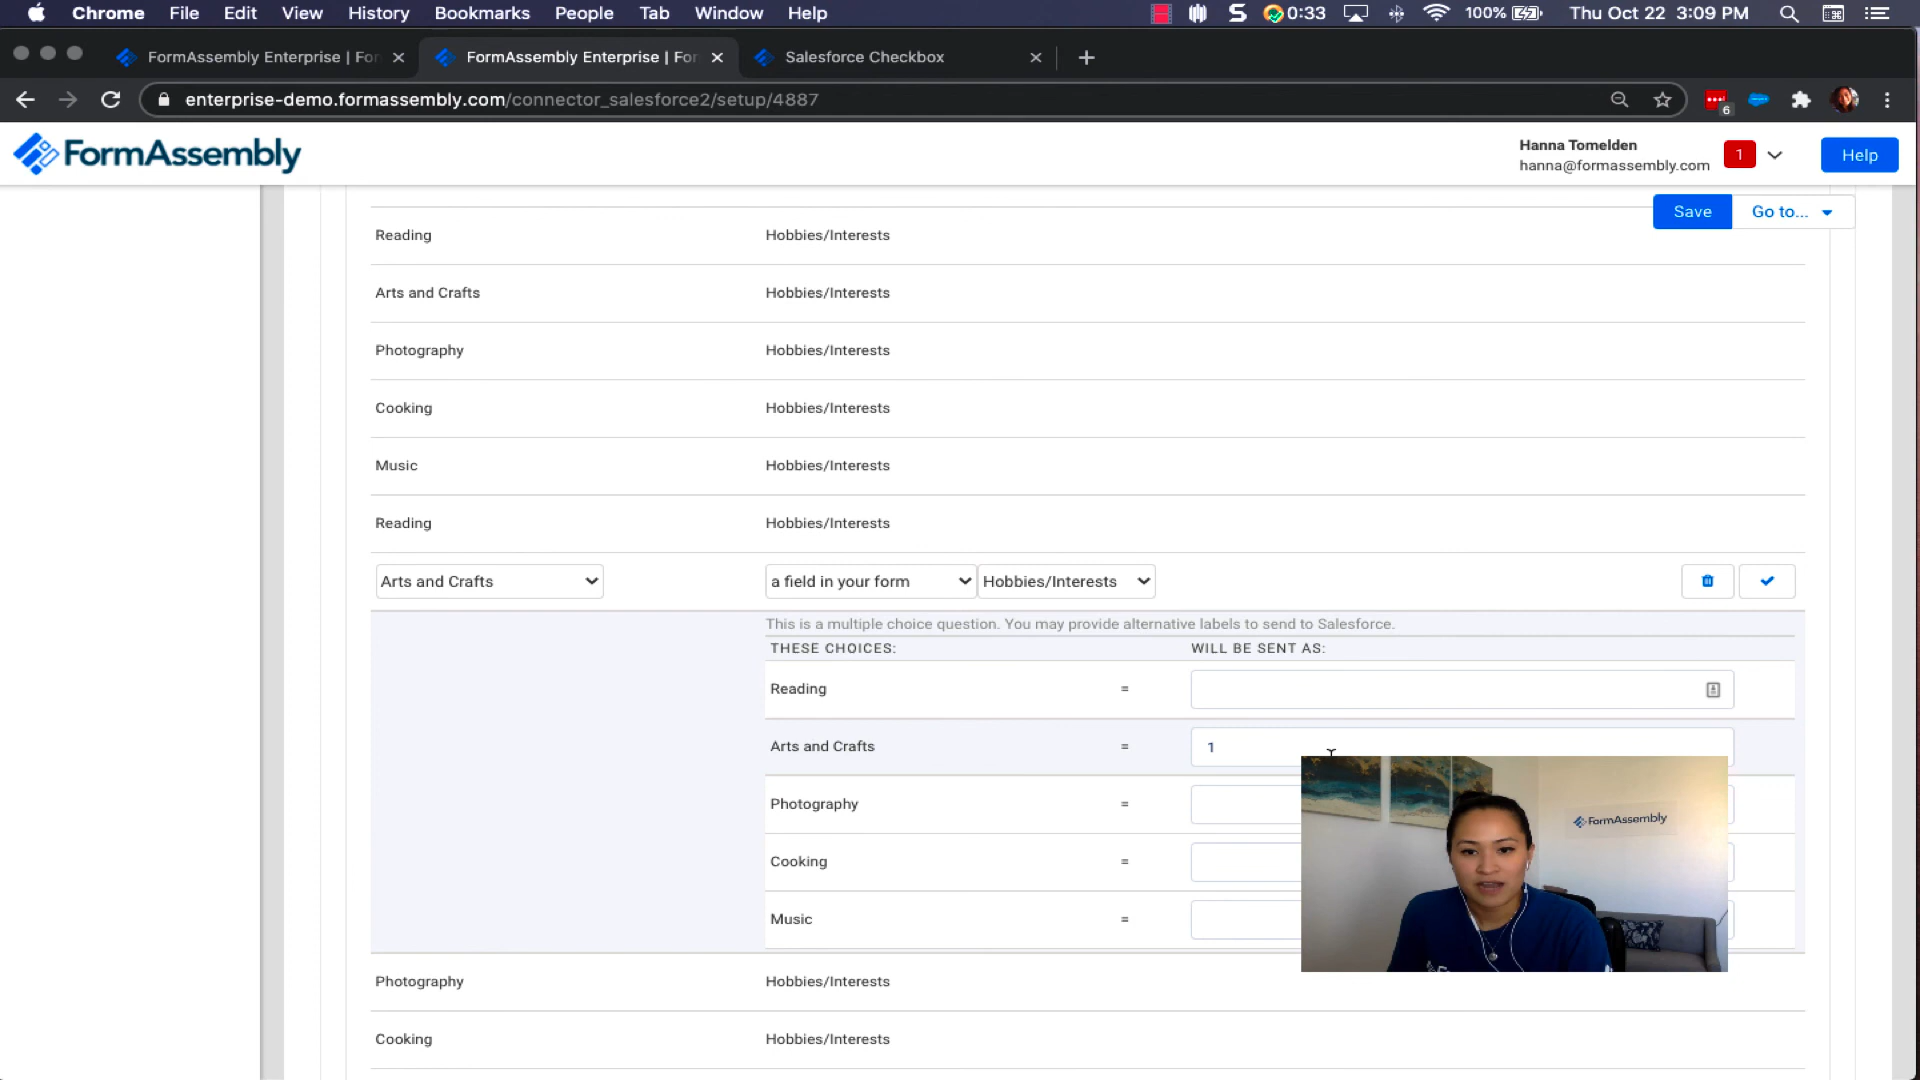 Chrome File Edit View History Bookmarks People Tab Window Help 0:33 100% Thu Oct 22 3:09 PM
FormAssembly Enterprise | For FormAssembly Enterprise | For Salesforce Checkbox
enterprise-demo.formassembly.com/connector_salesforce2/setup/4887
6
FormAssembly
Hanna Tomelden
hanna@formassembly.com
1
Help
Save Go to...
Reading Hobbies/Interests
Arts and Crafts Hobbies/Interests
Photography Hobbies/Interests
Cooking Hobbies/Interests
Music Hobbies/Interests
Reading Hobbies/Interests
Arts and Crafts a field in your form Hobbies/Interests
This is a multiple choice question. You may provide alternative labels to send to Salesforce.
THESE CHOICES: WILL BE SENT AS:
Reading =
Arts and Crafts = 1
Photography =
FormAssembly
Cooking =
Music =
Photography Hobbies/Interests
Cooking Hobbies/Interests